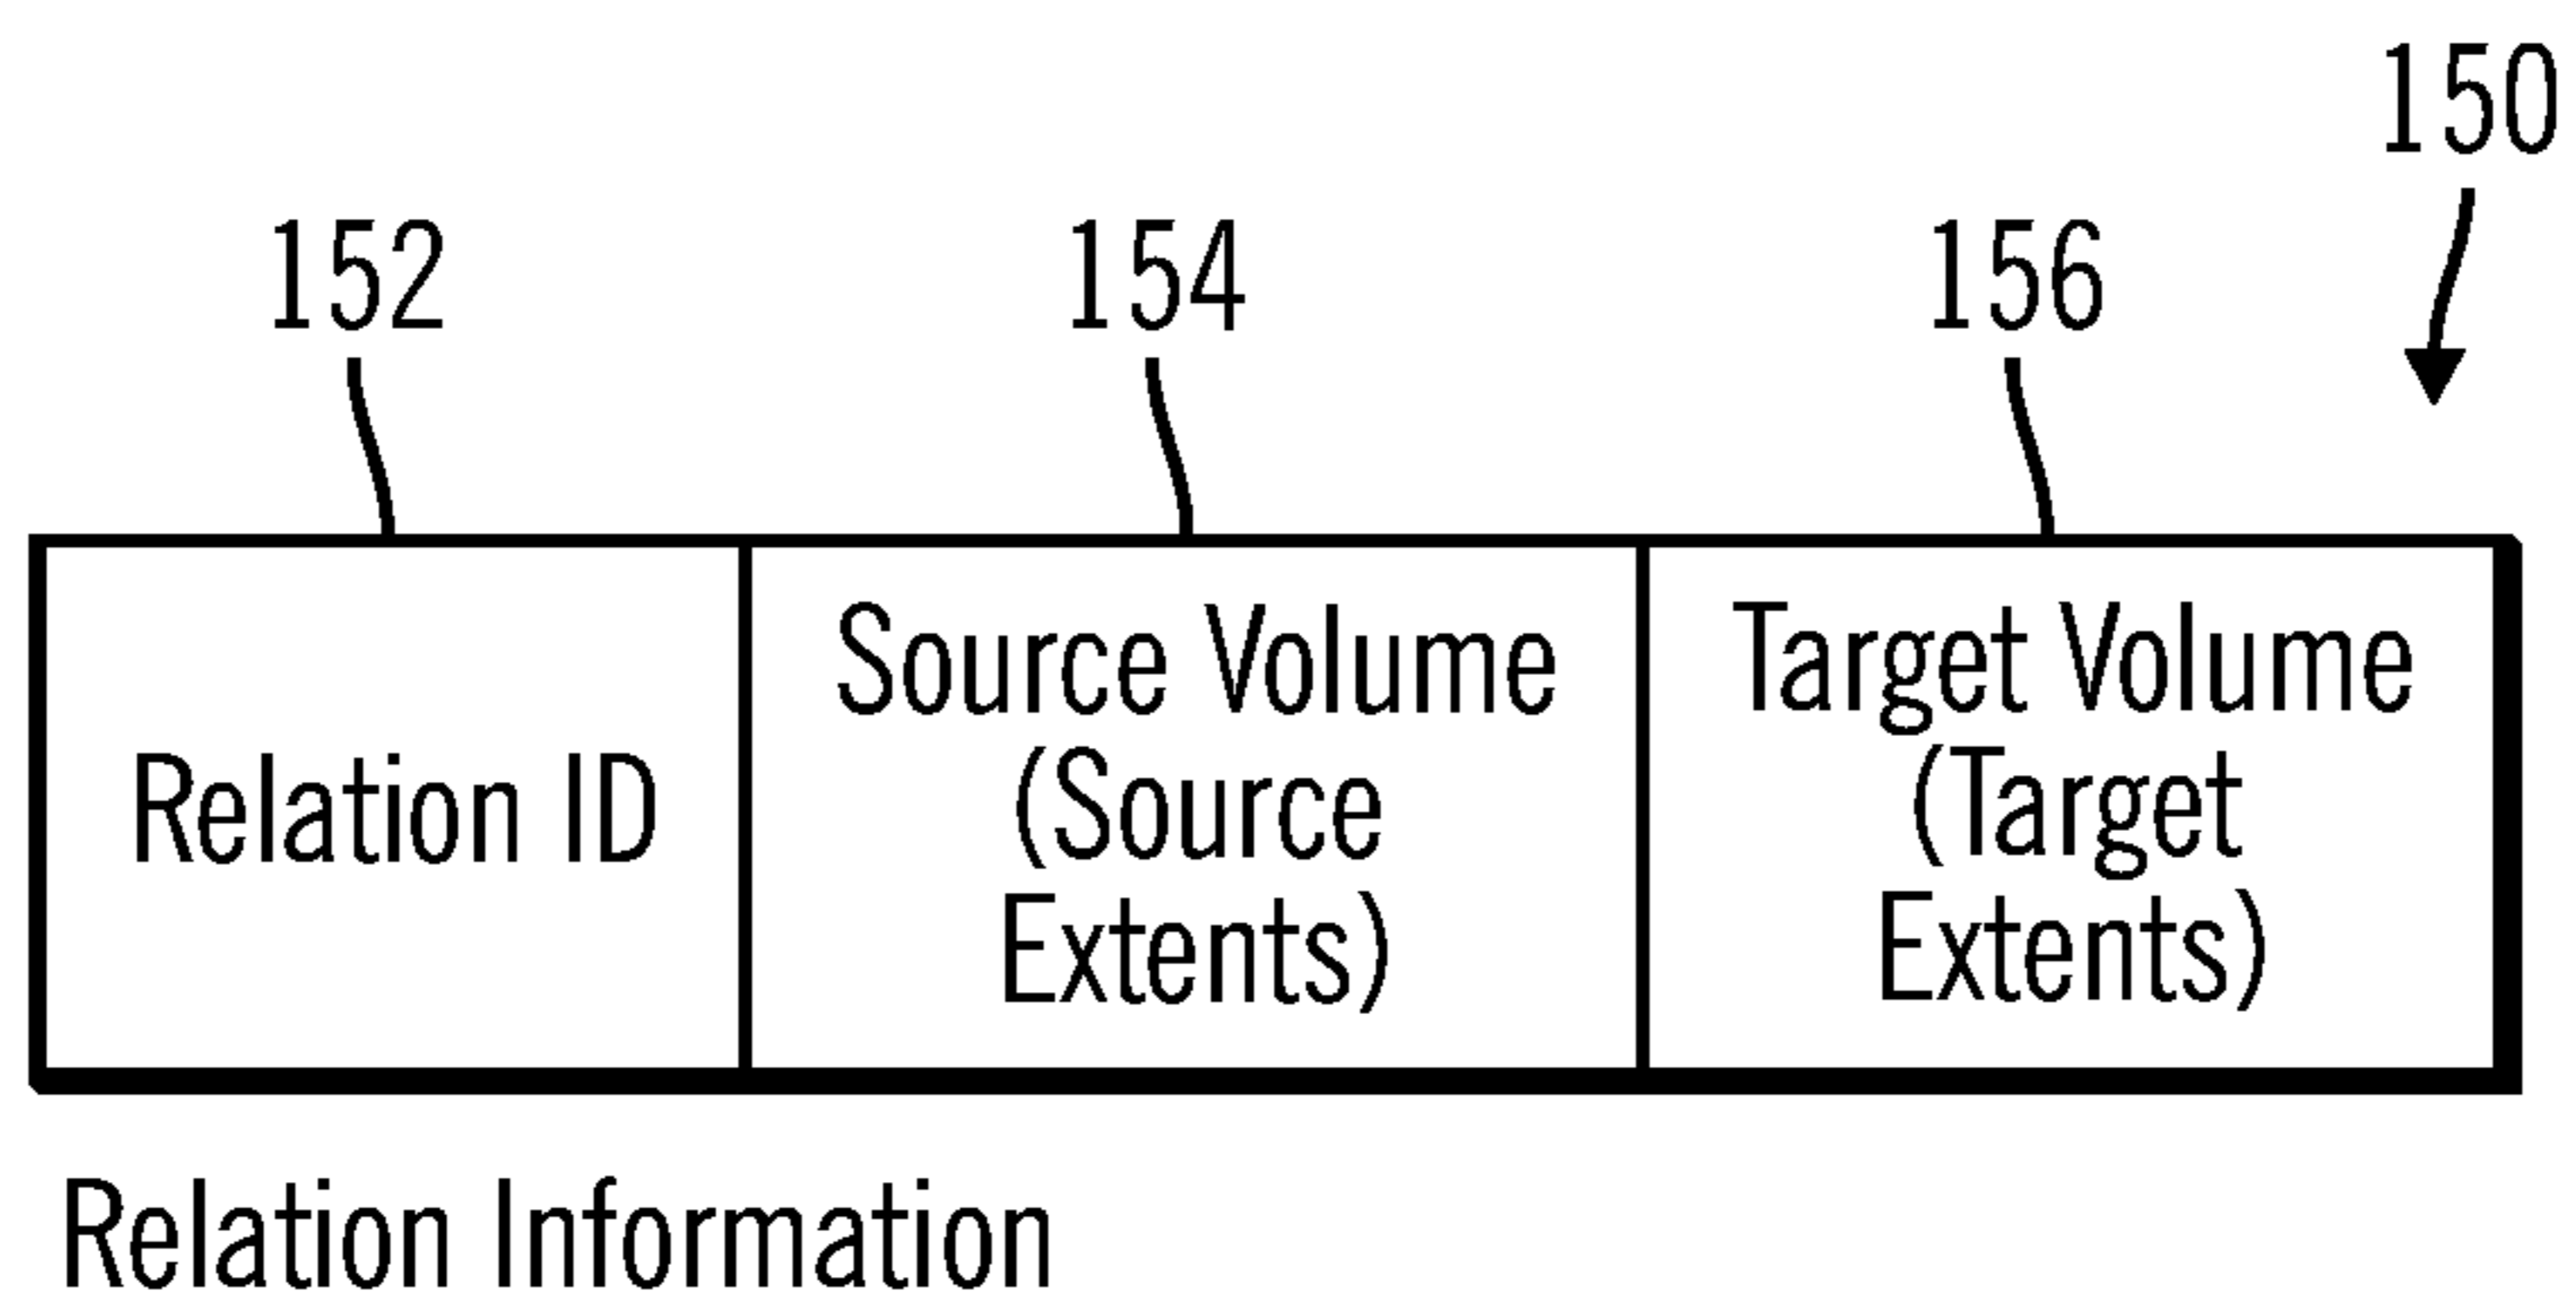 150
152
154
156
Relation ID
Source Volume
(Source
Extents)
Target Volume
(Target
Extents)
Relation Information